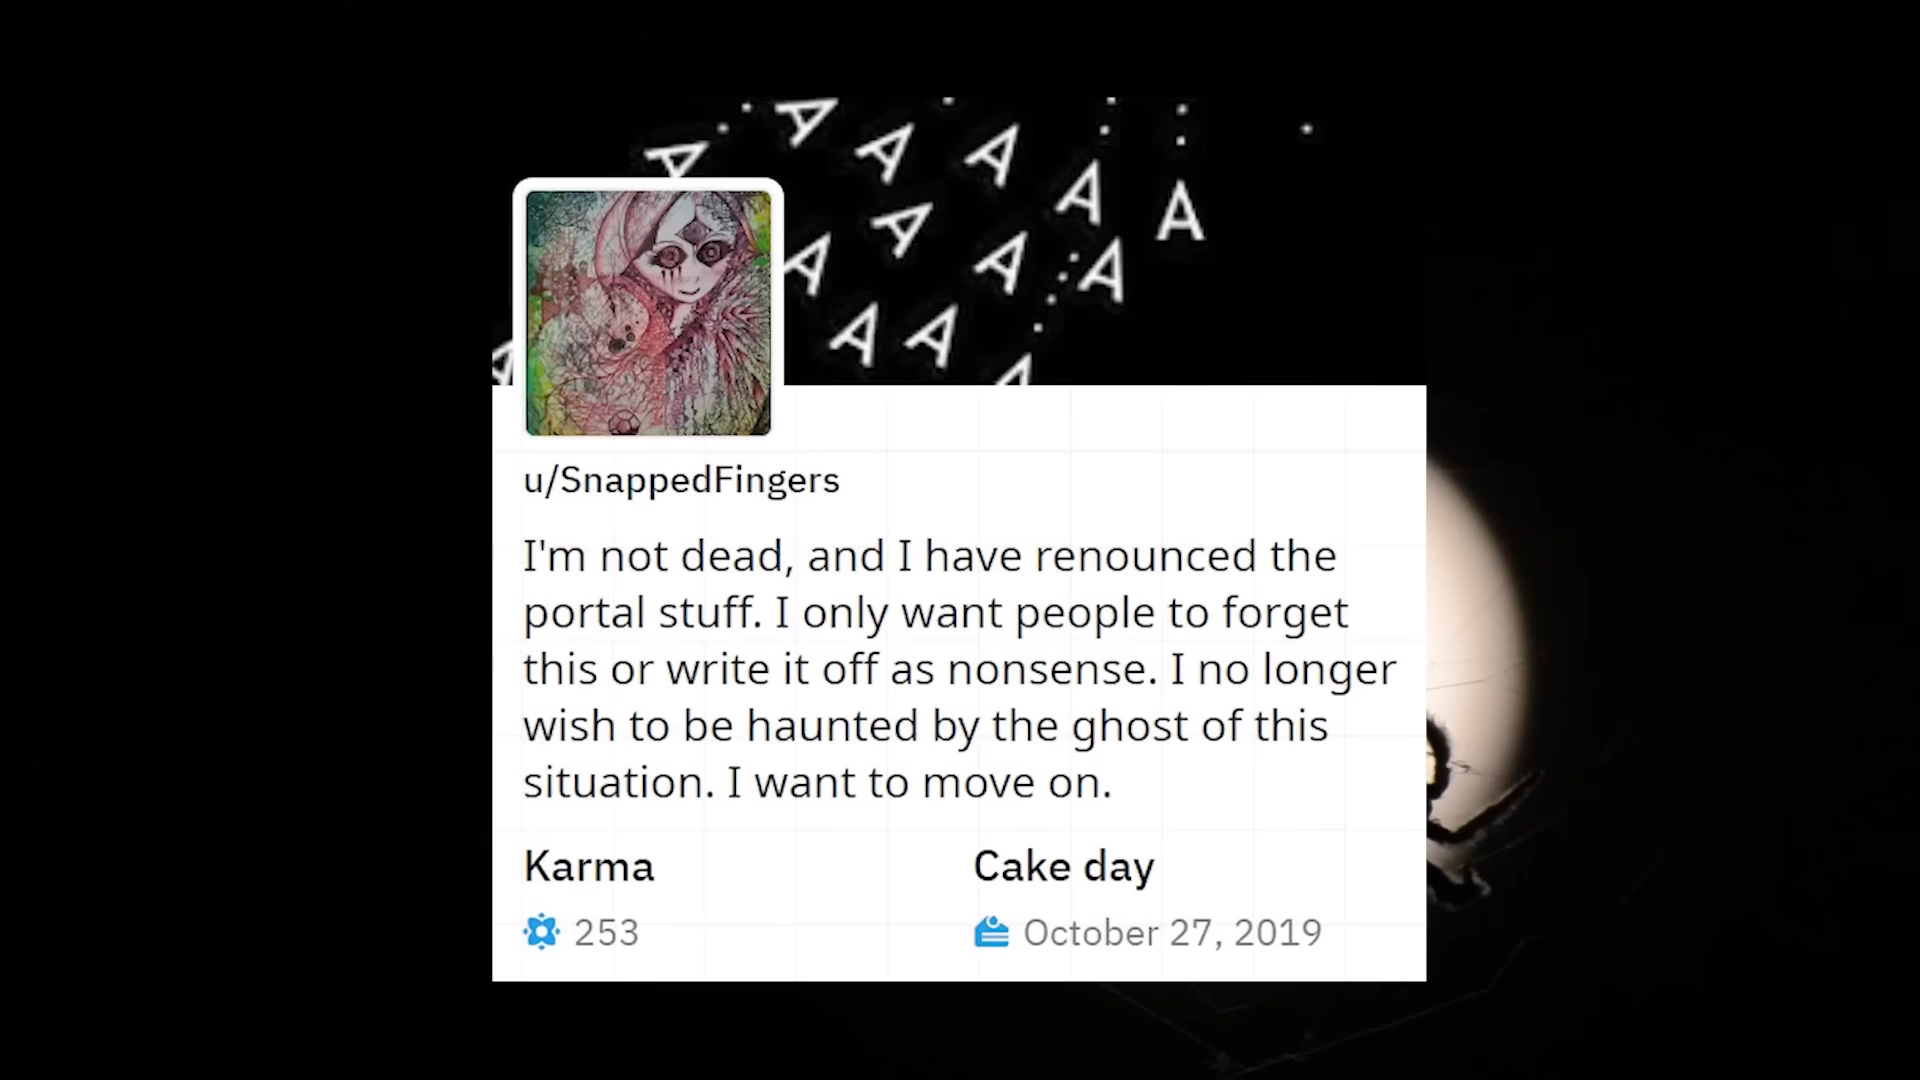 A A A A
A A
A A A A
A A A
A
u/SnappedFingers
I'm not dead, and I have renounced the
portal stuff. I only want people to forget
this or write it off as nonsense. I no longer
wish to be haunted by the ghost of this
situation. I want to move on.
Karma Cake day
253 October 27, 2019